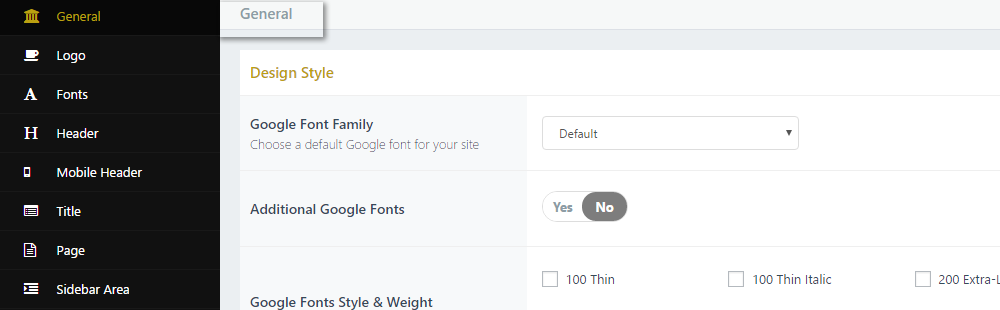 General
Logo
Fonts
Header
Mobile Header
Title
Page
Sidebar Area
General
Design Style
Google Font Family
Choose a default Google font for your site
Default
Additional Google Fonts
Yes No
Google Fonts Style & Weight
100 Thin
100 Thin Italic
200 Extra-L